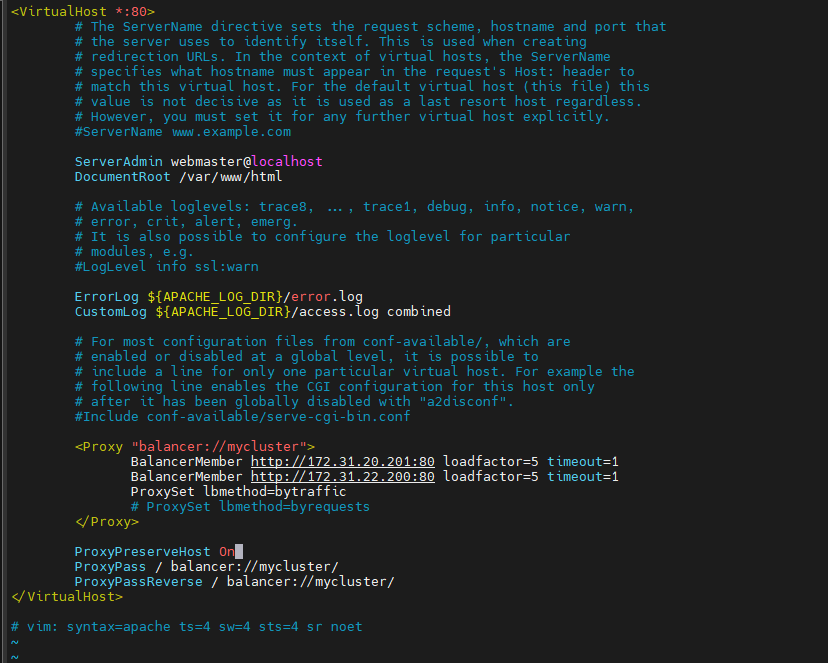 <VirtualHost *:80>
# The ServerName directive sets the request scheme, hostname and port that
# the server uses to identify itself. This is used when creating
# redirection URLs. In the context of virtual hosts, the ServerName
# specifies what hostname must appear in the request's Host: header to
# match this virtual host. For the default virtual host (this file) this
# value is not decisive as it is used as a last resort host regardless.
# However, you must set it for any further virtual host explicitly.
#ServerName www.example.com
ServerAdmin webmaster@localhost
DocumentRoot /var/www/html
# Available loglevels: trace8, ..., trace1, debug, info, notice, warn,
# error, crit, alert, emerg.
# It is also possible to configure the loglevel for particular
# modules, e.g.
#LogLevel info ssl:warn
ErrorLog ${APACHE_LOG_DIR}/error.log
CustomLog ${APACHE_LOG_DIR}/access.log combined
# For most configuration files from conf-available/, which are
# enabled or disabled at a global level, it is possible to
# include a line for only one particular virtual host. For example the
# following line enables the CGI configuration for this host only
# after it has been globally disabled with "a2disconf".
#Include conf-available/serve-cgi-bin.conf
<Proxy "balancer://mycluster">
BalancerMember http://172.31.20.201:80 loadfactor=5 timeout=1
BalancerMember http://172.31.22.200:80 loadfactor=5 timeout=1
ProxySet lbmethod=bytraffic
# ProxySet lbmethod=byrequests
</Proxy>
ProxyPreserveHost On
ProxyPass / balancer://mycluster/
ProxyPassReverse / balancer://mycluster/
</VirtualHost>
# vim: syntax=apache ts=4 sw=4 sts=4 sr noet
~
~